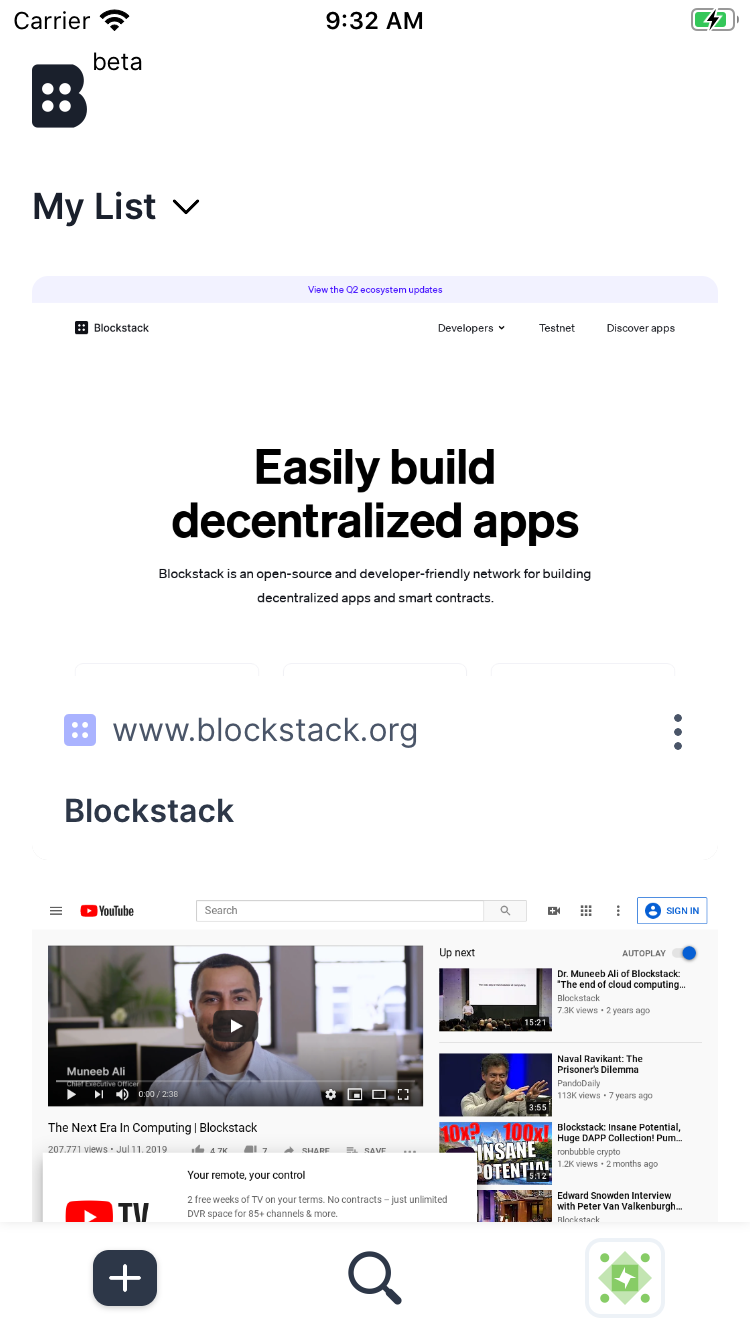 Carrier 9:32 AM
beta
My List
View the Q2 ecosystem updates
Blockstack Developers Testnet Discover apps
Easily build
decentralized apps
Blockstack is an open-source and developer-friendly network for building
decentralized apps and smart contracts.
www.blockstack.org
Blockstack
YouTube Search SIGN IN
Muneeb Ali
Chief Executive Officer
0:00 / 2:38
The Next Era In Computing | Blockstack
207,771 views • Jul 11, 2019 4.7K 7 SHARE SAVE
Your remote, your control
2 free weeks of TV on your terms. No contracts – just unlimited
DVR space for 85+ channels & more.
TV
Up next AUTOPLAY
15:21
Dr. Muneeb Ali of Blockstack:
"The end of cloud computing...
Blockstack
7.3K views • 2 years ago
3:55
Naval Ravikant: The
Prisoner's Dilemma
PandoDaily
113K views • 7 years ago
10x? 100x!
INSANE
POTENTIAL
5:12
Blockstack: Insane Potential,
Huge DAPP Collection! Pum...
ronbubble crypto
1.2K views • 2 months ago
Edward Snowden Interview
with Peter Van Valkenburgh...
Blockstack